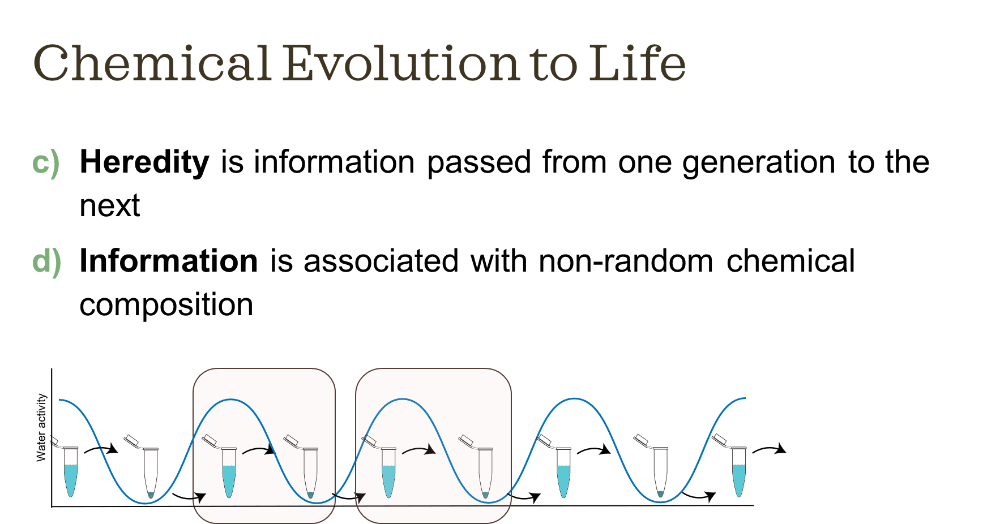 Chemical Evolution to Life
c) Heredity is information passed from one generation to the
next
d) Information is associated with non-random chemical
composition
Water activity